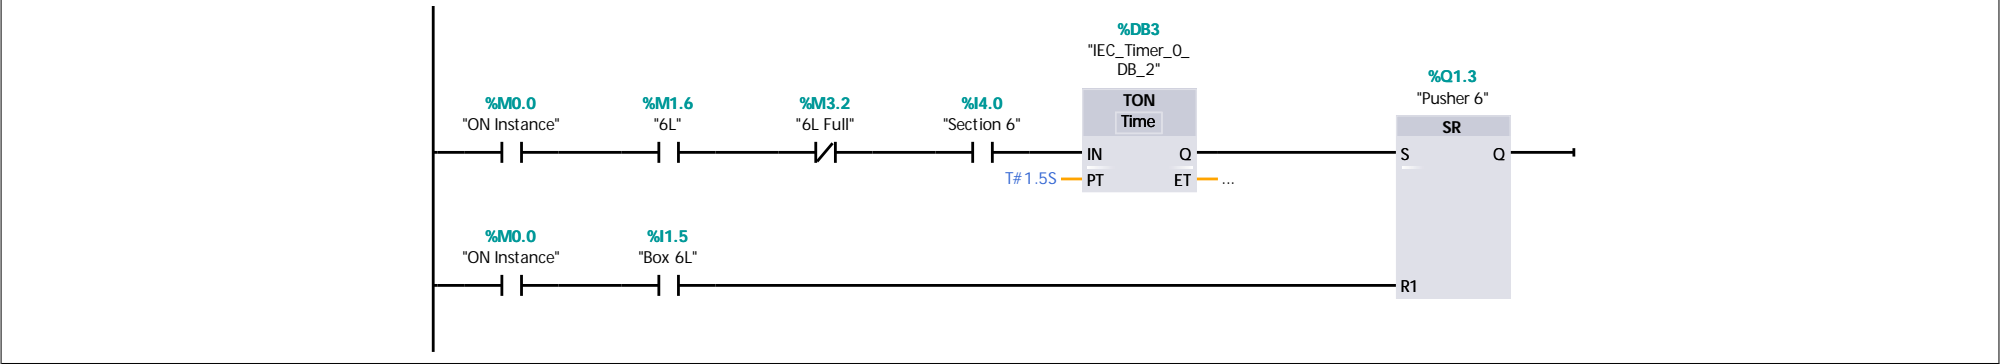 %DB3
"IEC_Timer_0_
DB_2"
%Q1.3
"Pusher 6"
%M0.0 %M1.6 %M3.2 %I4.0
"ON Instance" "6L" "6L Full" "Section 6"
TON
Time
SR
IN Q
S Q
T#1.5S PT ET ...
%M0.0 %I1.5
"ON Instance" "Box 6L"
R1